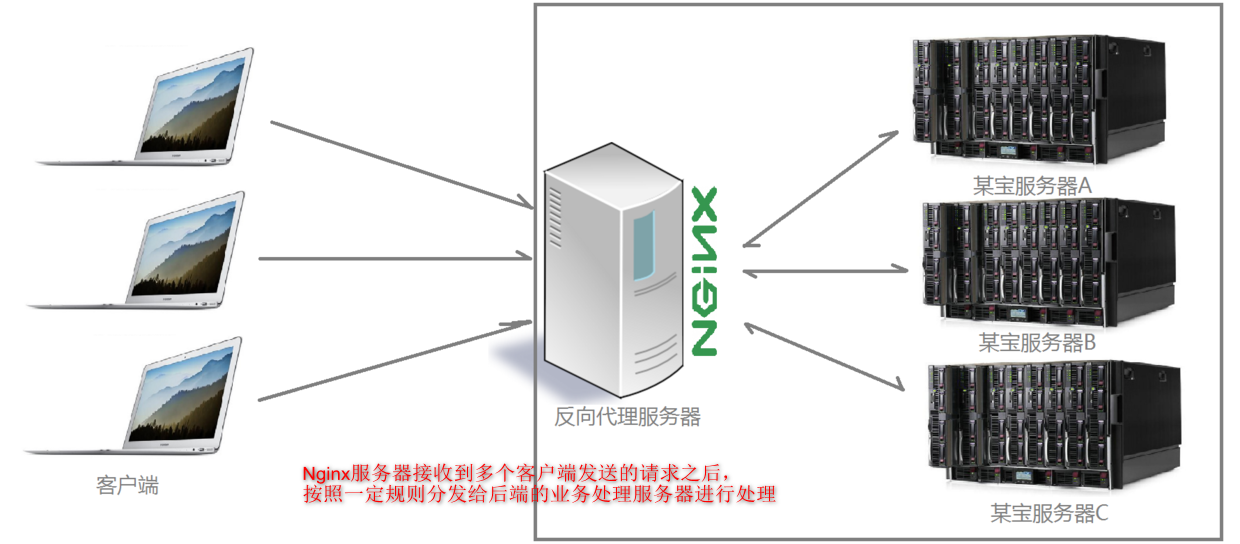 某宝服务器A
NGINX
某宝服务器B
反向代理服务器
客户端
Nginx服务器接收到多个客户端发送的请求之后，
按照一定规则分发给后端的业务处理服务器进行处理
某宝服务器C